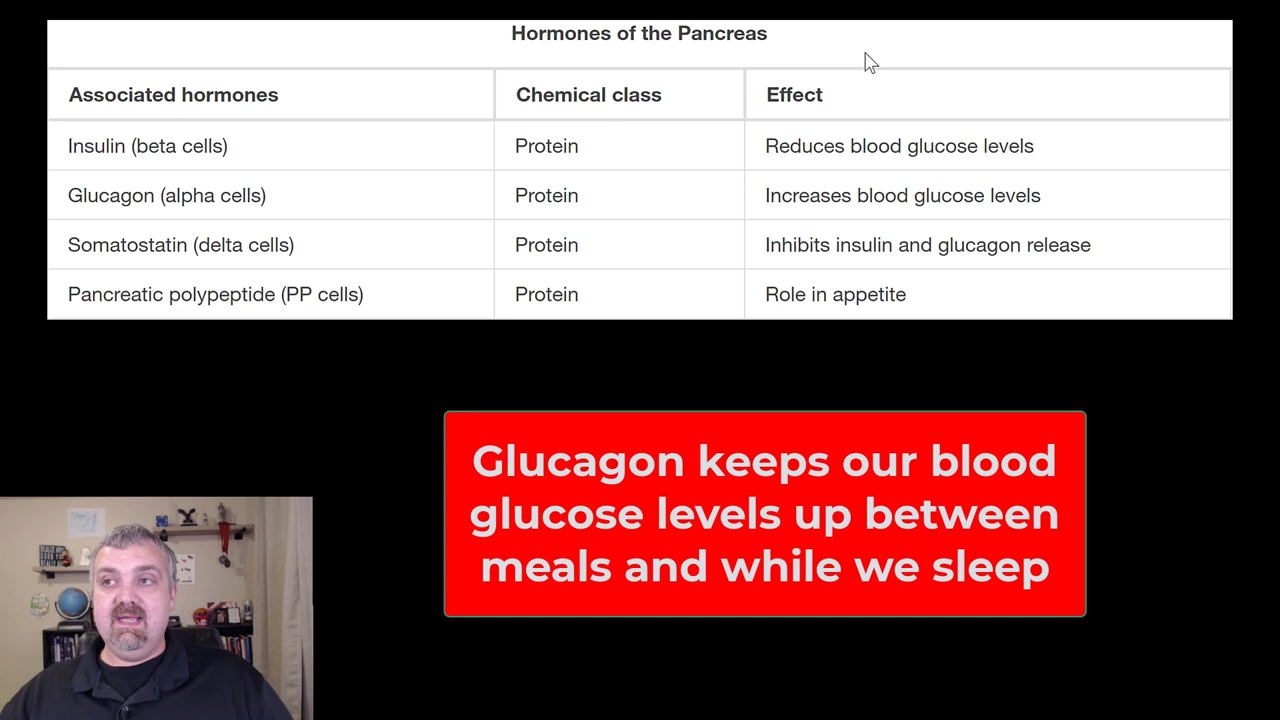 Hormones of the Pancreas
Associated hormones Chemical class Effect
Insulin (beta cells) Protein Reduces blood glucose levels
Glucagon (alpha cells) Protein Increases blood glucose levels
Somatostatin (delta cells) Protein Inhibits insulin and glucagon release
Pancreatic polypeptide (PP cells) Protein Role in appetite
Glucagon keeps our blood
glucose levels up between
meals and while we sleep